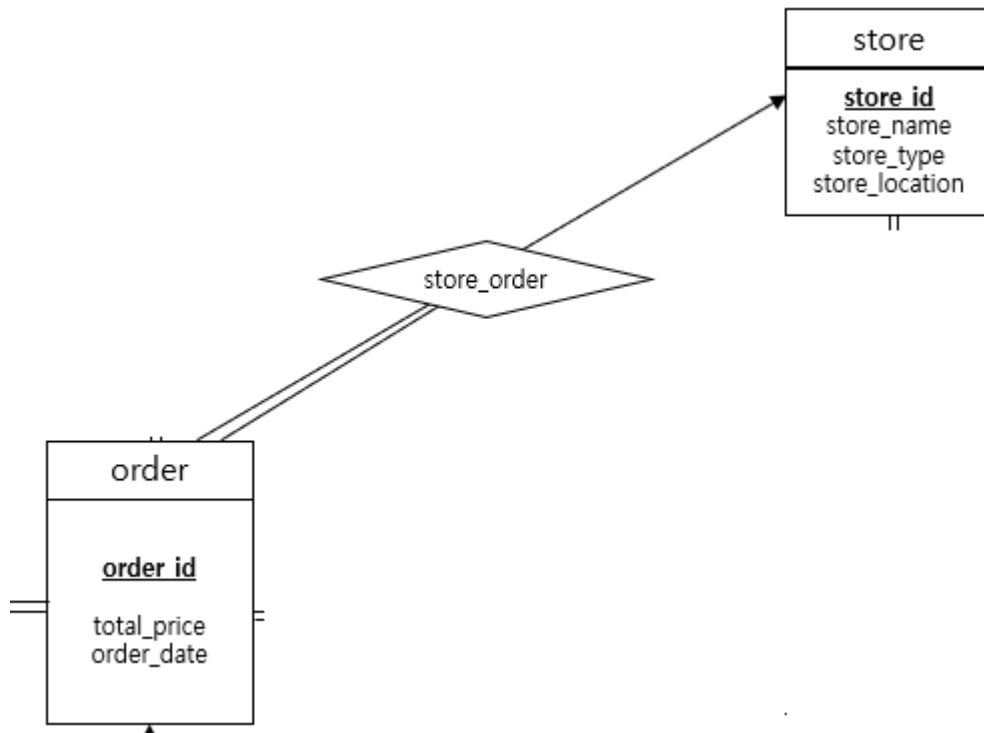 store
store_id
store_name
store_type
store_location
store_order
order
order_id
total_price
order_date